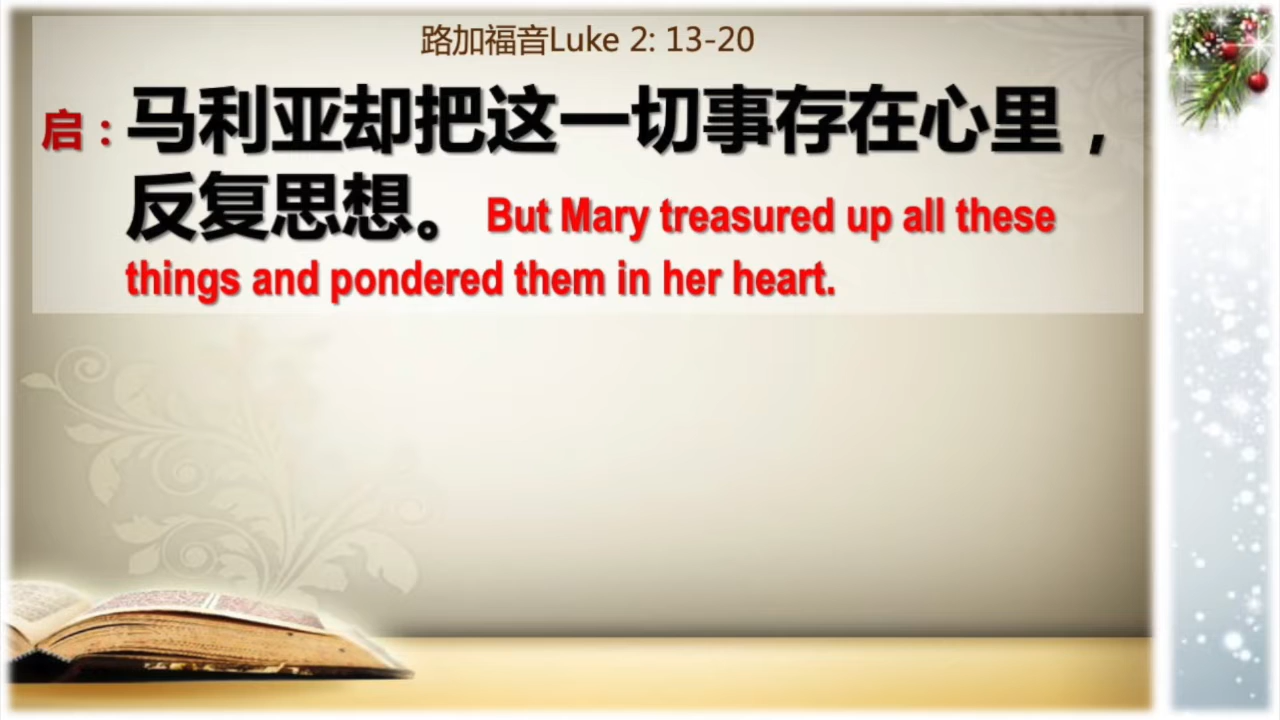 路加福音Luke 2: 13-20
启：马利亚却把这一切事存在心里，
反复思想。 But Mary treasured up all these
things and pondered them in her heart.